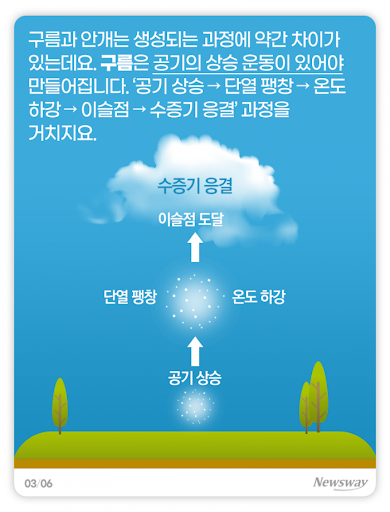 구름과 안개는 생성되는 과정에 약간 차이가
있는데요. 구름은 공기의 상승 운동이 있어야
만들어집니다. ‘공기 상승 → 단열 팽창 → 온도
하강 → 이슬점 → 수증기 응결’ 과정을
거치지요.
수증기 응결
이슬점 도달
단열 팽창 온도 하강
공기 상승
03/06 Newsway